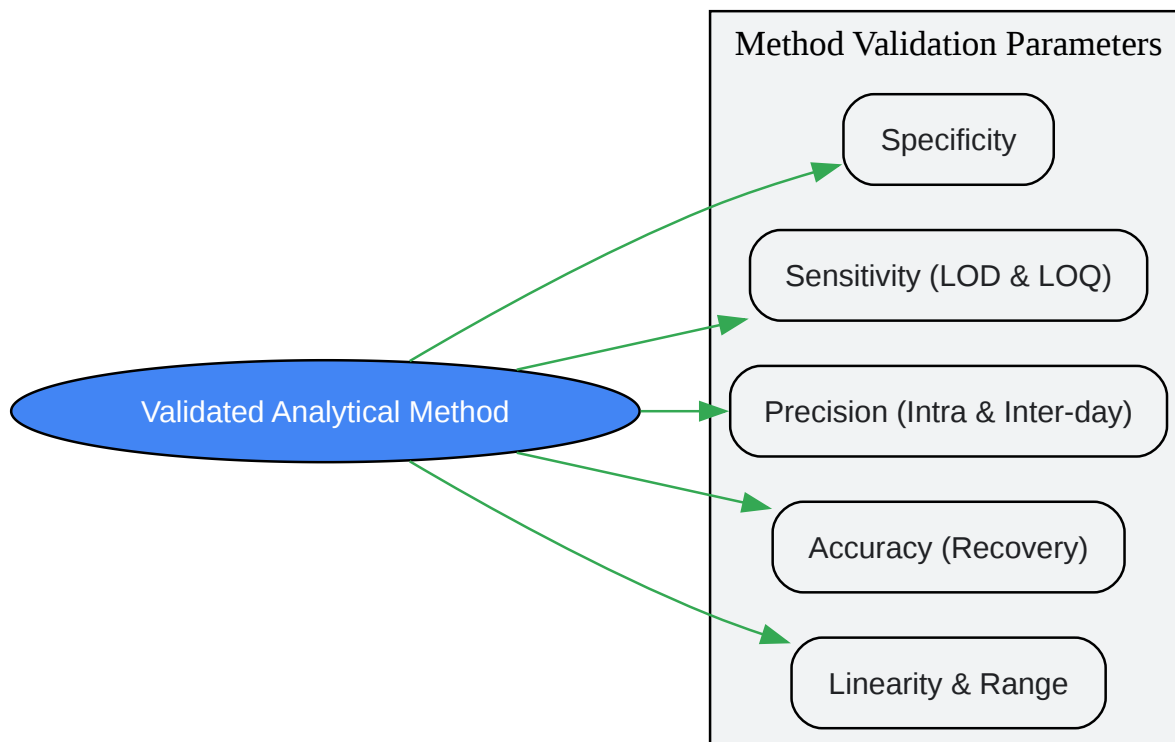 Method Validation Parameters
Specificity
Sensitivity (LOD & LOQ)
Validated Analytical Method
Precision (Intra & Inter-day)
Accuracy (Recovery)
Linearity & Range